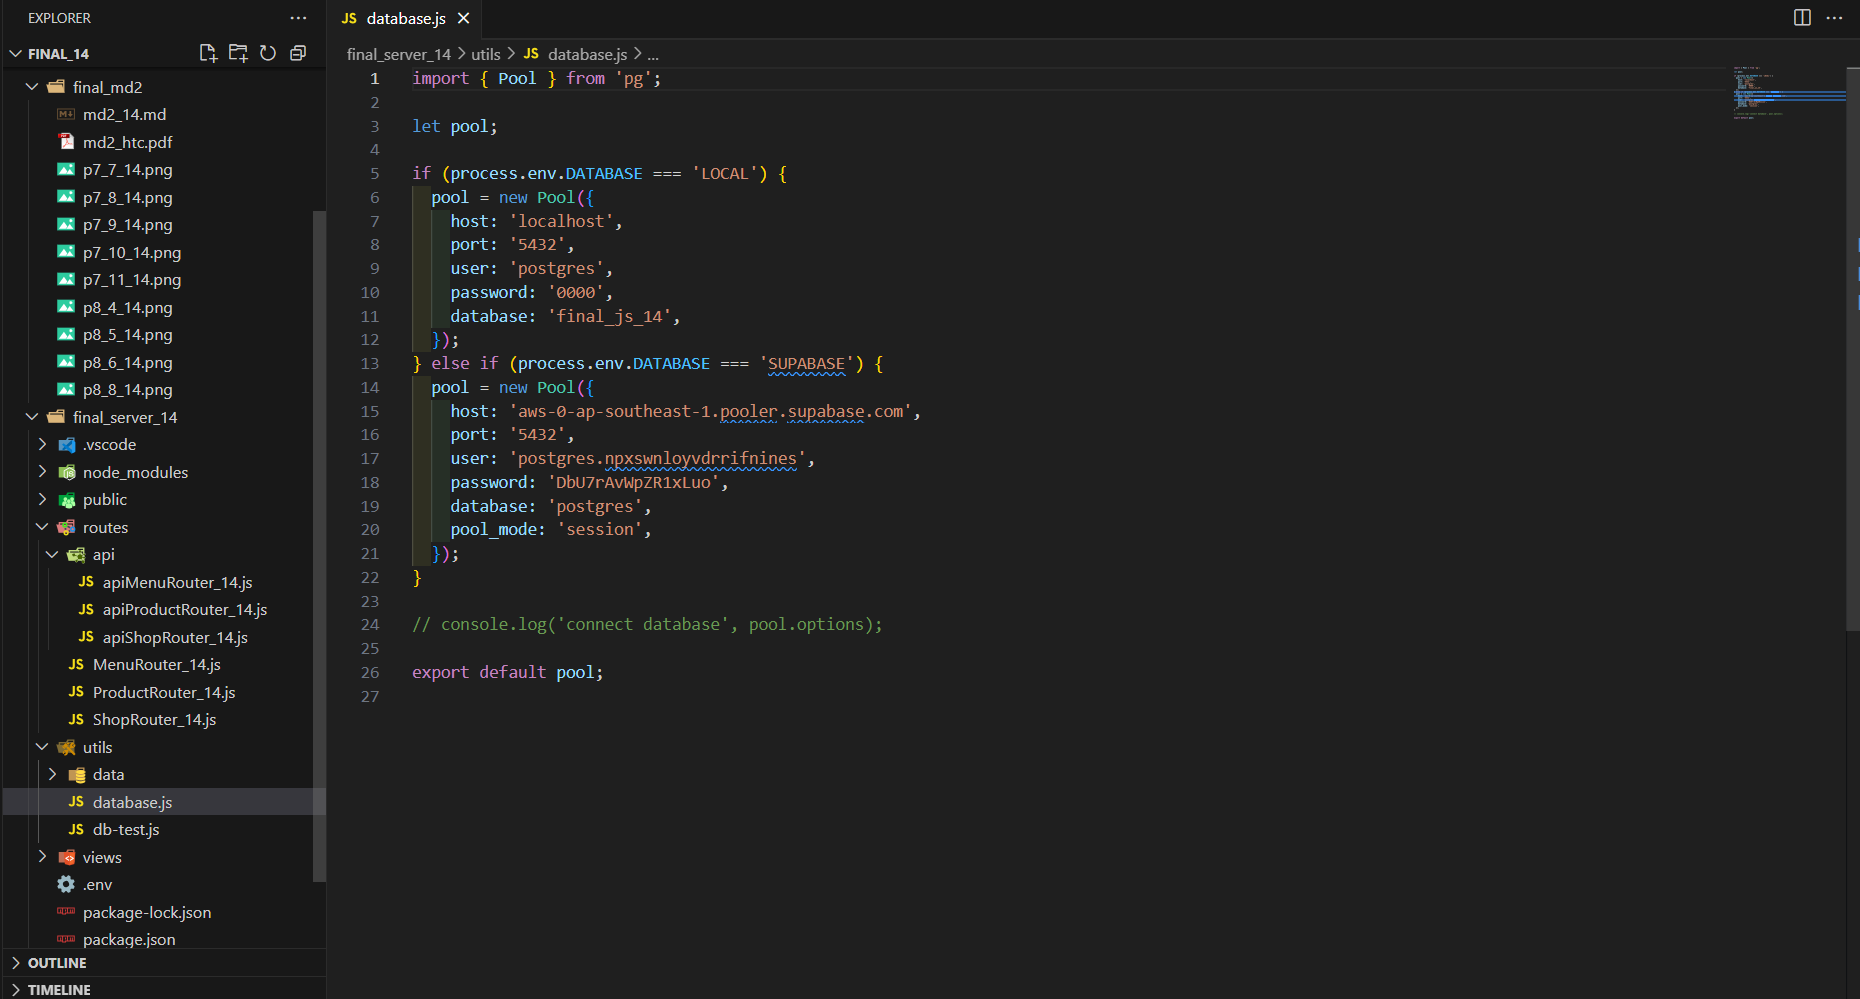 EXPLORER
FINAL_14
final_md2
md2_14.md
md2_htc.pdf
p7_7_14.png
p7_8_14.png
p7_9_14.png
p7_10_14.png
p7_11_14.png
p8_4_14.png
p8_5_14.png
p8_6_14.png
p8_8_14.png
final_server_14
.vscode
node_modules
public
routes
api
JS apiMenuRouter_14.js
JS apiProductRouter_14.js
JS apiShopRouter_14.js
JS MenuRouter_14.js
JS ProductRouter_14.js
JS ShopRouter_14.js
utils
data
JS database.js
JS db-test.js
views
.env
package-lock.json
package.json
OUTLINE
TIMELINE
JS database.js
final_server_14 > utils > JS database.js > ...
1 import { Pool } from 'pg';
2
3 let pool;
4
5 if (process.env.DATABASE === 'LOCAL') {
6 pool = new Pool({
7 host: 'localhost',
8 port: '5432',
9 user: 'postgres',
10 password: '0000',
11 database: 'final_js_14',
12 });
13 } else if (process.env.DATABASE === 'SUPABASE') {
14 pool = new Pool({
15 host: 'aws-0-ap-southeast-1.pooler.supabase.com',
16 port: '5432',
17 user: 'postgres.npxswnloyvdrrifnines',
18 password: 'DbU7rAvWpZR1xLuo',
19 database: 'postgres',
20 pool_mode: 'session',
21 });
22 }
23
24 // console.log('connect database', pool.options);
25
26 export default pool;
27